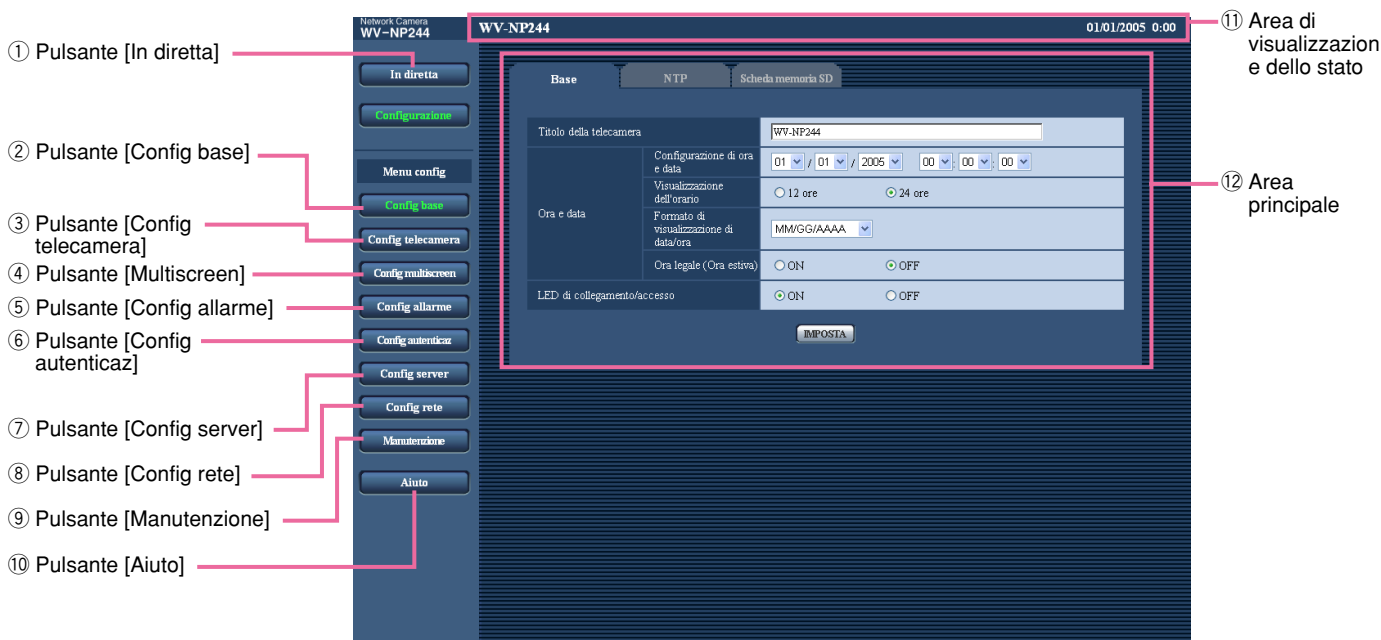 ① Pulsante [In diretta]
② Pulsante [Config base]
③ Pulsante [Config
telecamera]
④ Pulsante [Multiscreen]
⑤ Pulsante [Config allarme]
⑥ Pulsante [Config
autenticaz]
⑦ Pulsante [Config server]
⑧ Pulsante [Config rete]
⑨ Pulsante [Manutenzione]
⑩ Pulsante [Aiuto]
Network Camera
WV-NP244
In diretta
Configurazione
Menu config
Config base
Config telecamera
Config multiscreen
Config allarme
Config autenticaz
Config server
Config rete
Manutenzione
Aiuto
WV-NP244 01/01/2005 0:00
Base NTP Scheda memoria SD
Titolo della telecamera WV-NP244
Ora e data
Configurazione di ora
e data
01 / 01 / 2005 00 : 00 : 00
Visualizzazione
dell'orario
12 ore 24 ore
Formato di
visualizzazione di
data/ora
MM/GG/AAAA
Ora legale (Ora estiva) ON OFF
LED di collegamento/accesso ON OFF
IMPOSTA
⑪ Area di
visualizzazion
e dello stato
⑫ Area
principale